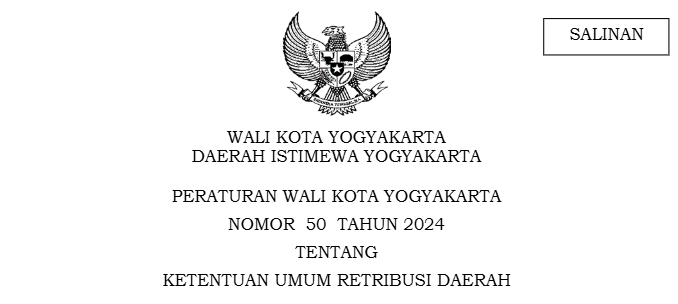 SALINAN
WALI KOTA YOGYAKARTA
DAERAH ISTIMEWA YOGYAKARTA
PERATURAN WALI KOTA YOGYAKARTA
NOMOR 50 TAHUN 2024
TENTANG
KETENTUAN UMUM RETRIBUSI DAERAH